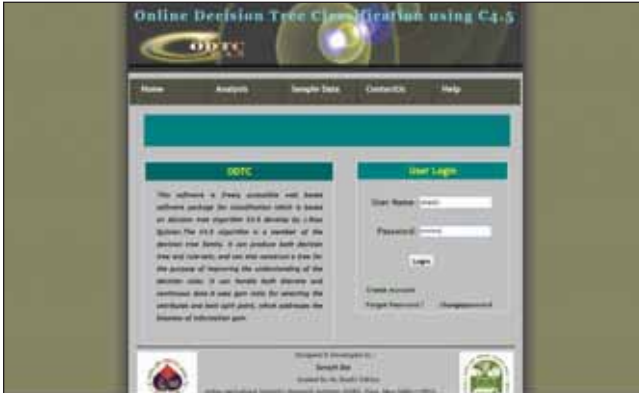 Online Decision Tree Classification using C4.5
ODTC
Home Analysis Sample Data ContactUs Help
ODTC
This software is freely accessible web based
software package for classification which is based
on decision tree algorithm C4.5 develop by J.Ross
Quinlan.The C4.5 algorithm is a member of the
decision tree family. It can produce both decision
tree and rule-sets; and can also construct a tree for
the purpose of improving the understanding of the
decision rules. It can handle both discrete and
continuous data it uses gain ratio for selecting the
attributes and best split point, which addresses the
biasness of information gain.
User Login
User Name:
Password:
Login
Create Account
Forget Password? Changepassword
Designed & Developed by :